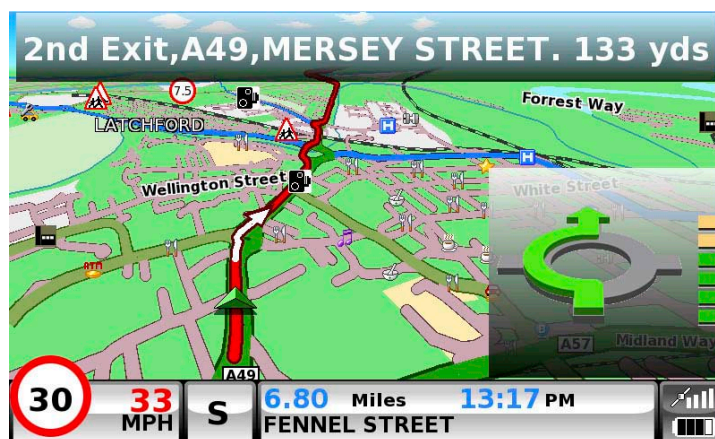 2nd Exit,A49,MERSEY STREET. 133 yds
7.5
Forrest Way
LATCHFORD
H
H
Wellington Street
White Street
ATM
A57 Midland Way
A49
30
33
MPH
S
6.80 Miles 13:17 PM
FENNEL STREET